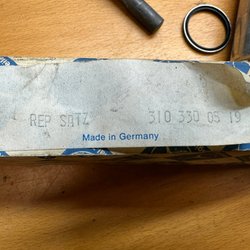 REP SATZ 310 330 05 19
Made in Germany